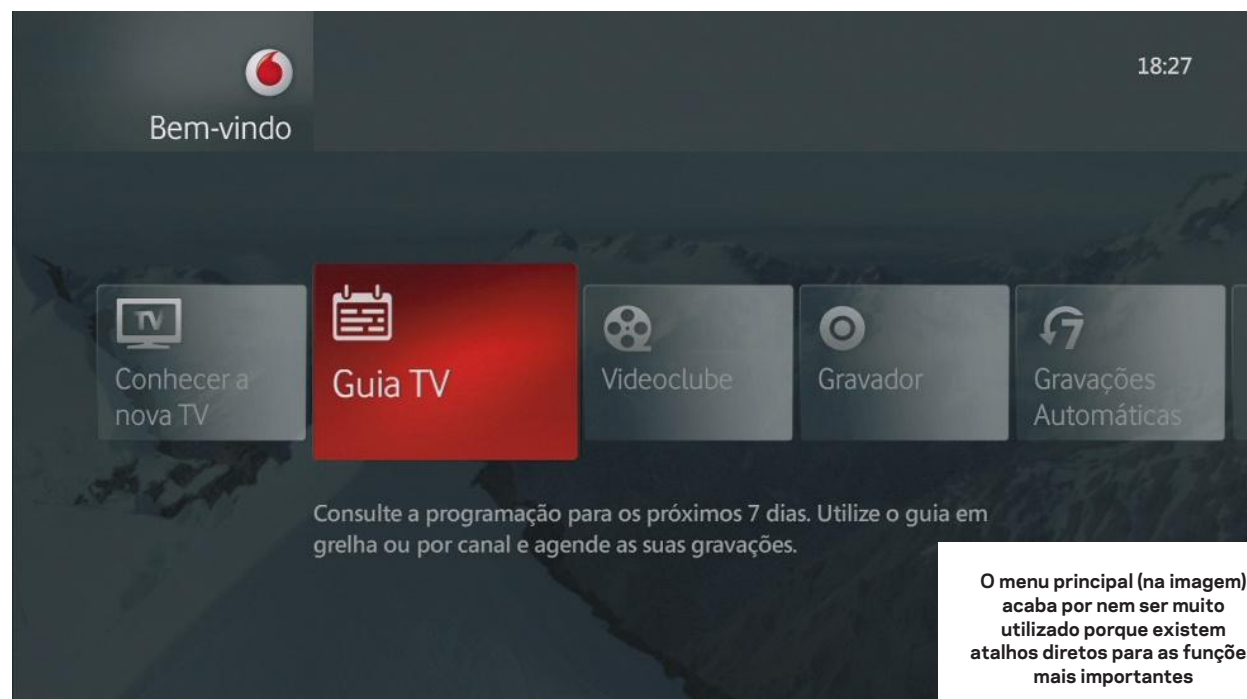 18:27
Bem-vindo
TV
Conhecer a
nova TV
Guia TV
Videoclube
Gravador
7
Gravações
Automáticas
Consulte a programação para os próximos 7 dias. Utilize o guia em
grelha ou por canal e agende as suas gravações.
O menu principal (na imagem)
acaba por nem ser muito
utilizado porque existem
atalhos diretos para as funçõe
mais importantes